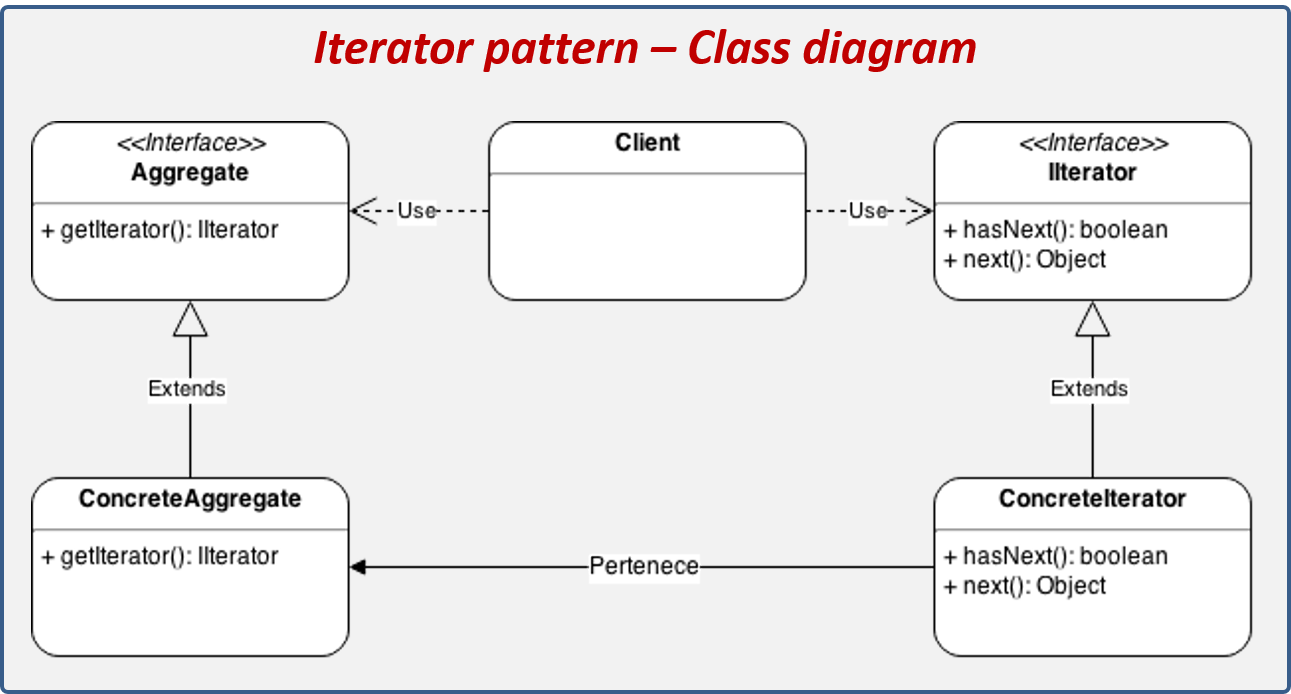 Iterator pattern – Class diagram
<<Interface>>
Aggregate
+ getIterator(): IIterator
Use
Client
Use
<<Interface>>
IIterator
+ hasNext(): boolean
+ next(): Object
Extends
Extends
ConcreteAggregate
+ getIterator(): IIterator
Pertenece
ConcreteIterator
+ hasNext(): boolean
+ next(): Object